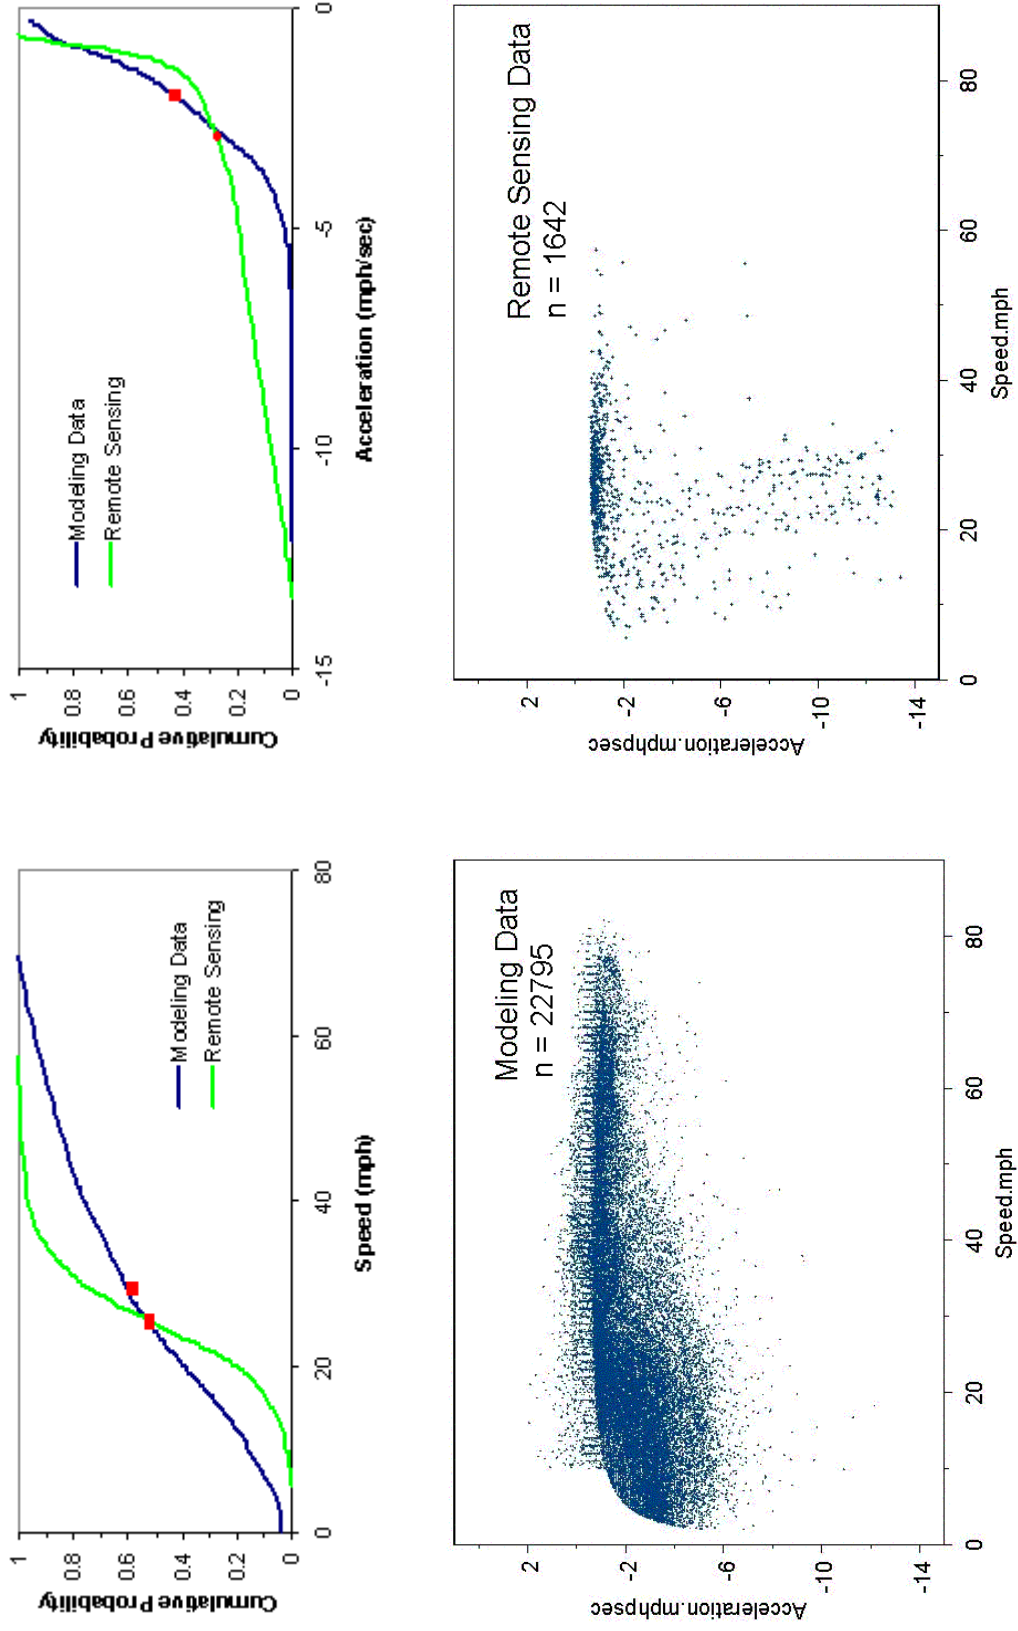 1
0.8
0.6
0.4
0.2
0
Cumulative Probability
Modeling Data
Remote Sensing
0
20
40
60
80
Speed (mph)
1
0.8
0.6
0.4
0.2
0
Cumulative Probability
Modeling Data
Remote Sensing
-15
-10
-5
0
Acceleration (mph/sec)
Modeling Data
n = 22795
2
-2
-6
-10
-14
Acceleration.mphpsec
0
20
40
60
80
Speed.mph
Remote Sensing Data
n = 1642
2
-2
-6
-10
-14
Acceleration.mphpsec
0
20
40
60
80
Speed.mph